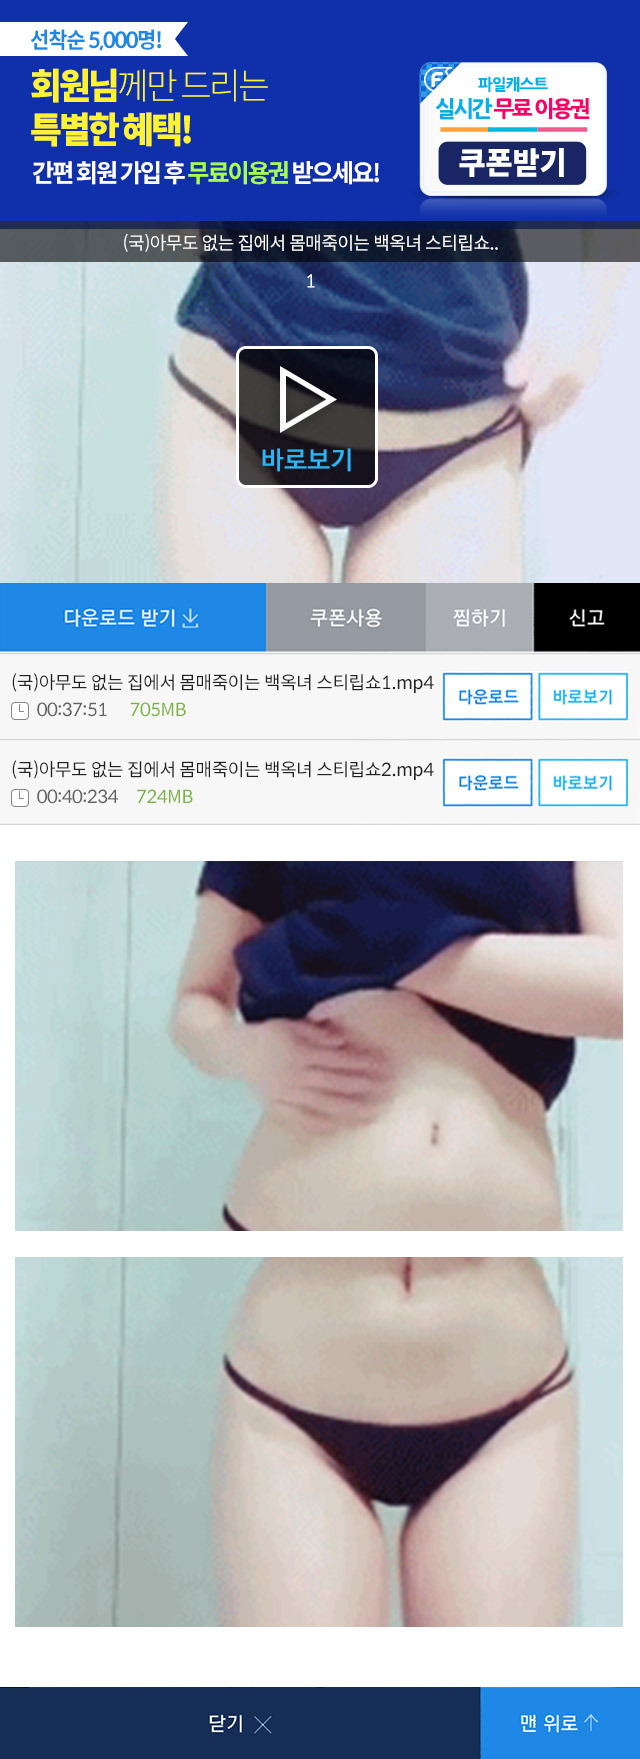 선착순 5,000명!
회원님께만 드리는
특별한 혜택!
간편 회원 가입 후 무료이용권 받으세요!
파일캐스트
실시간 무료 이용권
쿠폰받기
(국)아무도 없는 집에서 몸매죽이는 백옥녀 스티립쇼..
1
바로보기
다운로드 받기 쿠폰사용 찜하기 신고
(국)아무도 없는 집에서 몸매죽이는 백옥녀 스티립쇼1.mp4 다운로드 바로보기
00:37:51 705MB
(국)아무도 없는 집에서 몸매죽이는 백옥녀 스티립쇼2.mp4 다운로드 바로보기
00:40:234 724MB
닫기 맨 위로